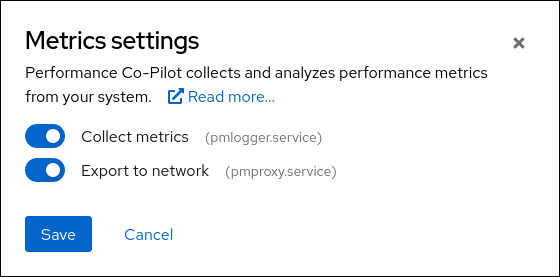 Metrics settings
Performance Co-Pilot collects and analyzes performance metrics
from your system. Read more...
Collect metrics (pmlogger.service)
Export to network (pmproxy.service)
Save Cancel